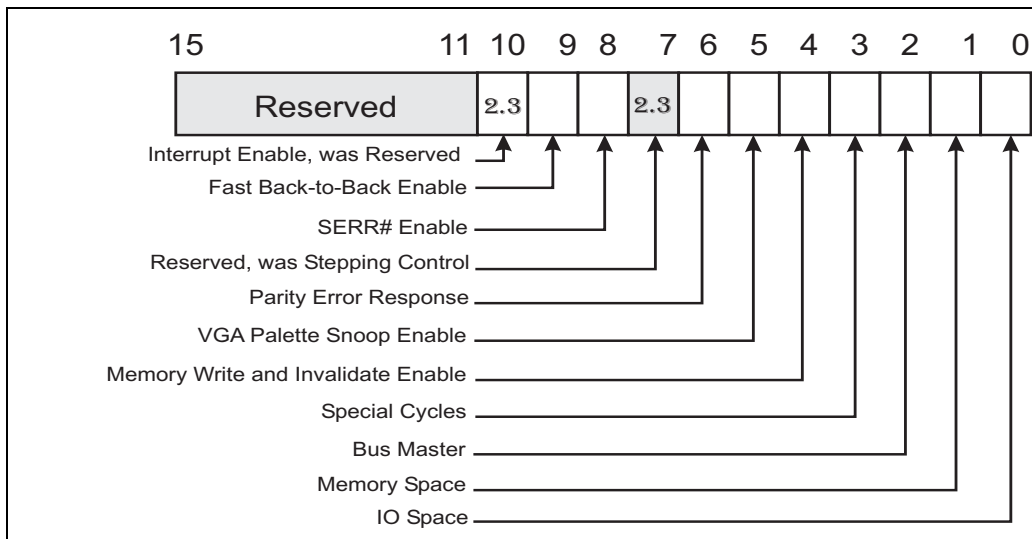 15 11 10 9 8 7 6 5 4 3 2 1 0
Reserved 2.3 2.3
Interrupt Enable, was Reserved
Fast Back-to-Back Enable
SERR# Enable
Reserved, was Stepping Control
Parity Error Response
VGA Palette Snoop Enable
Memory Write and Invalidate Enable
Special Cycles
Bus Master
Memory Space
IO Space